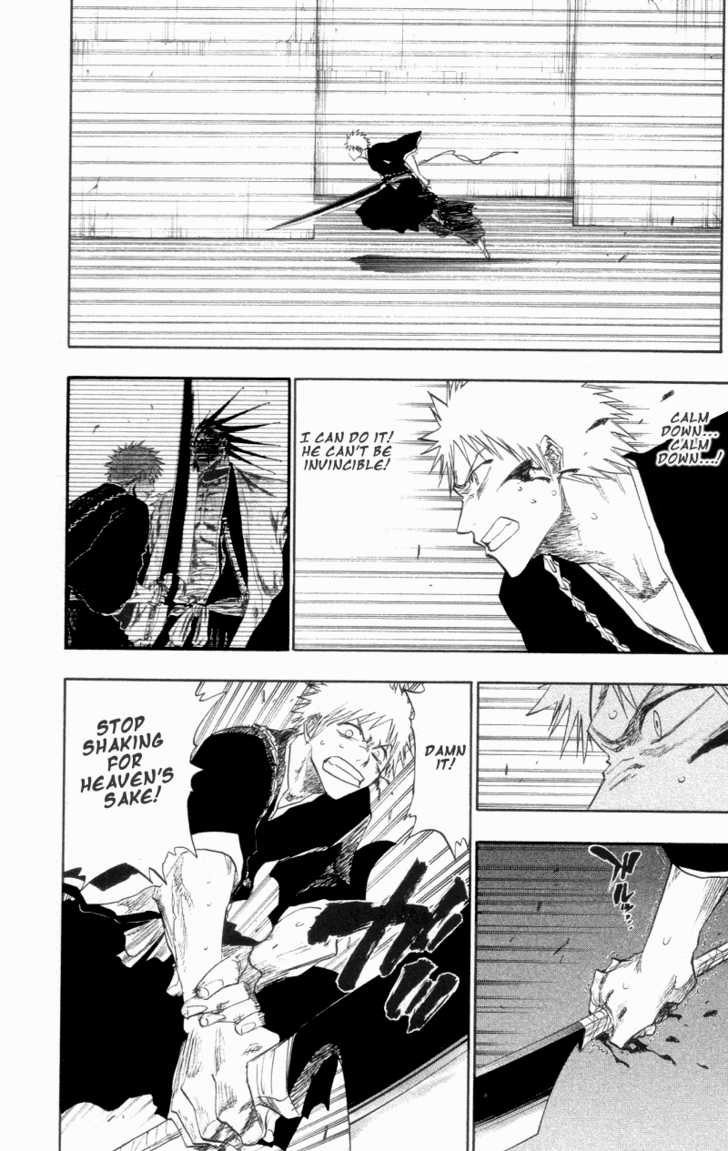 CALM
DOWN...
CALM
DOWN...!
I CAN DO IT!
HE CAN'T BE
INVINCIBLE!
DAMN
IT!
STOP
SHAKING
FOR
HEAVEN'S
SAKE!